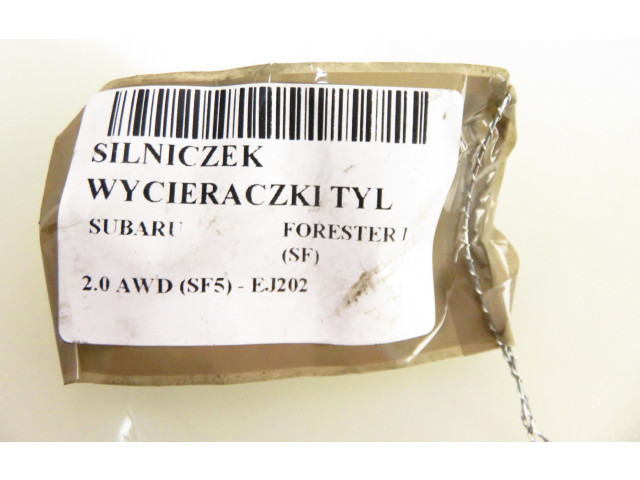 SILNICZEK
WYCIERACZKI TYL
SUBARU FORESTER I
(SF)
2.0 AWD (SF5) - EJ202